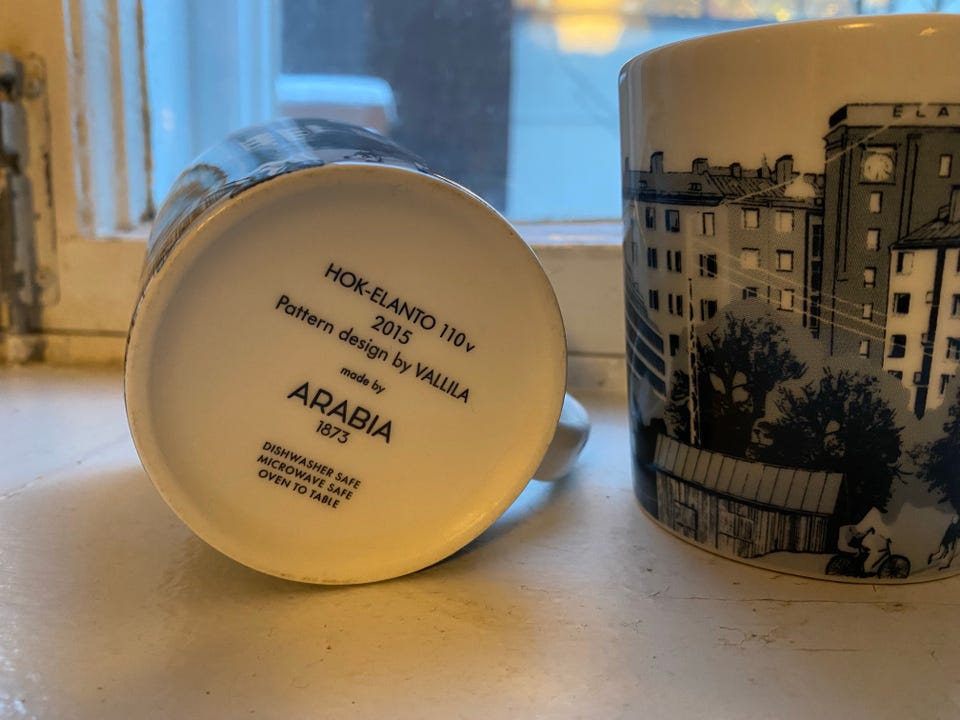 HOK-ELANTO 110v
2015
Pattern design by VALLILA
made by
ARABIA
1873
DISHWASHER SAFE
MICROWAVE SAFE
OVEN TO TABLE
ELA